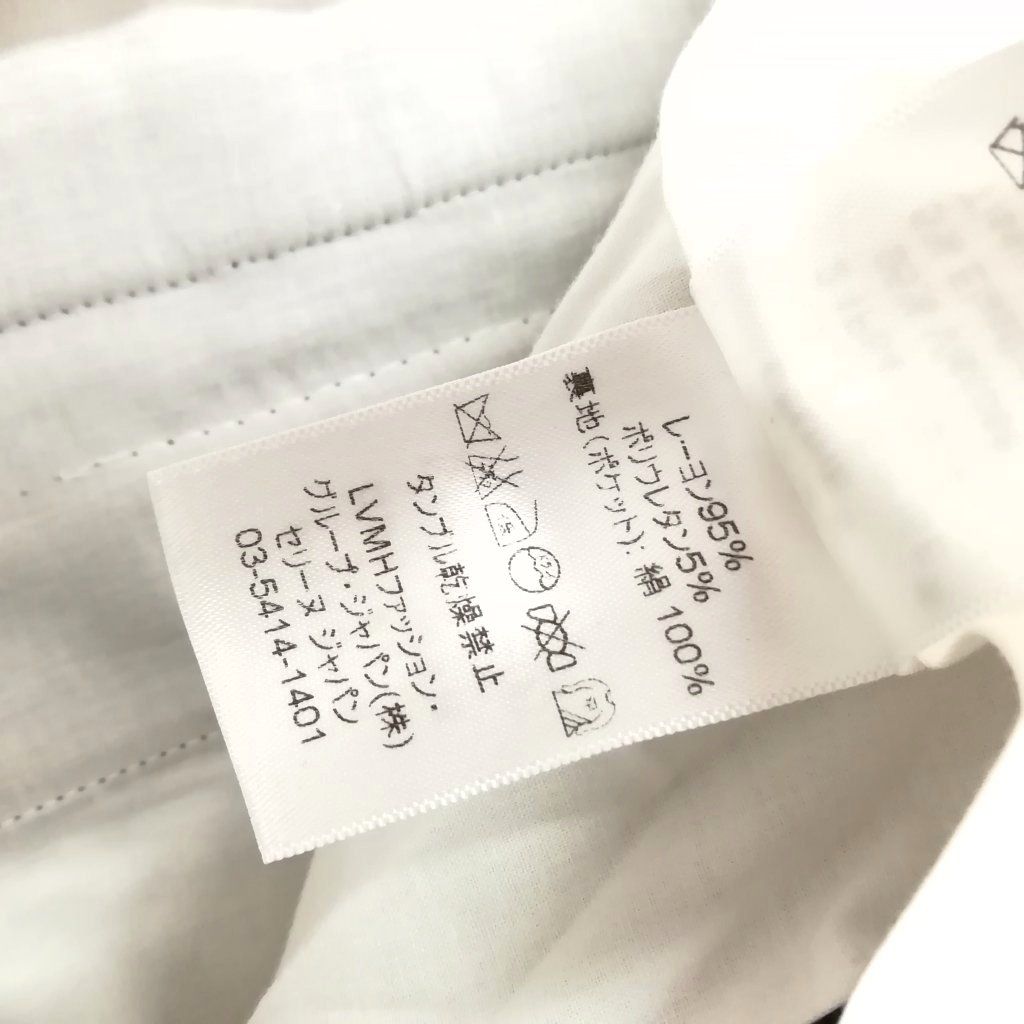 レーヨン95%
ポリウレタン5%
裏地(ポケット): 絹 100%
タンブル乾燥禁止
LVMHファッション・
グループ・ジャパン(株)
セリーヌ ジャパン
03-5414-1401